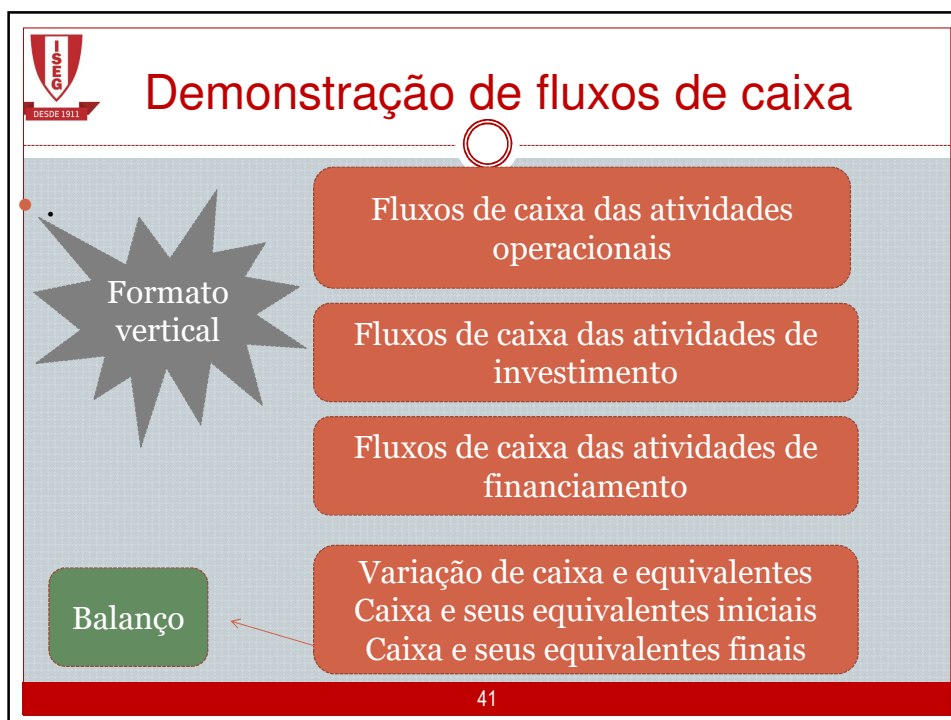 ISEG
DESDE 1911
Demonstração de fluxos de caixa
Fluxos de caixa das atividades
operacionais
Formato
vertical
Fluxos de caixa das atividades de
investimento
Fluxos de caixa das atividades de
financiamento
Balanço
Variação de caixa e equivalentes
Caixa e seus equivalentes iniciais
Caixa e seus equivalentes finais
41